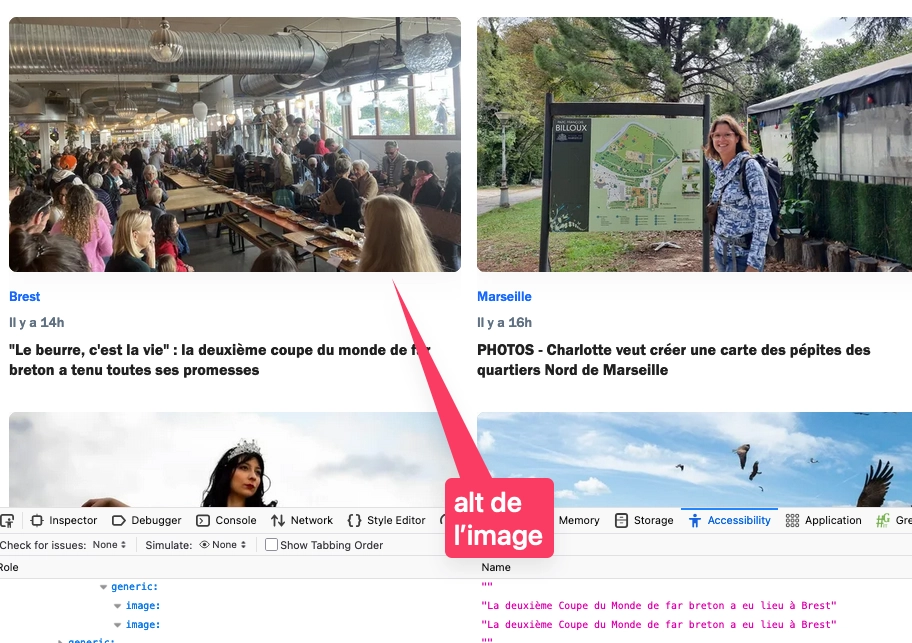 BILLOUX
Brest
Marseille
Il y a 14h
Il y a 16h
"Le beurre, c'est la vie" : la deuxième coupe du monde de far
breton a tenu toutes ses promesses
PHOTOS - Charlotte veut créer une carte des pépites des
quartiers Nord de Marseille
alt de
l’image
Inspector
Debugger
Console
Network
Style Editor
Memory
Storage
Accessibility
Application
Gre
Check for issues: None
Simulate: None
Show Tabbing Order
Role
Name
generic:
""
image:
"La deuxième Coupe du Monde de far breton a eu lieu à Brest"
image:
"La deuxième Coupe du Monde de far breton a eu lieu à Brest"
generic:
""